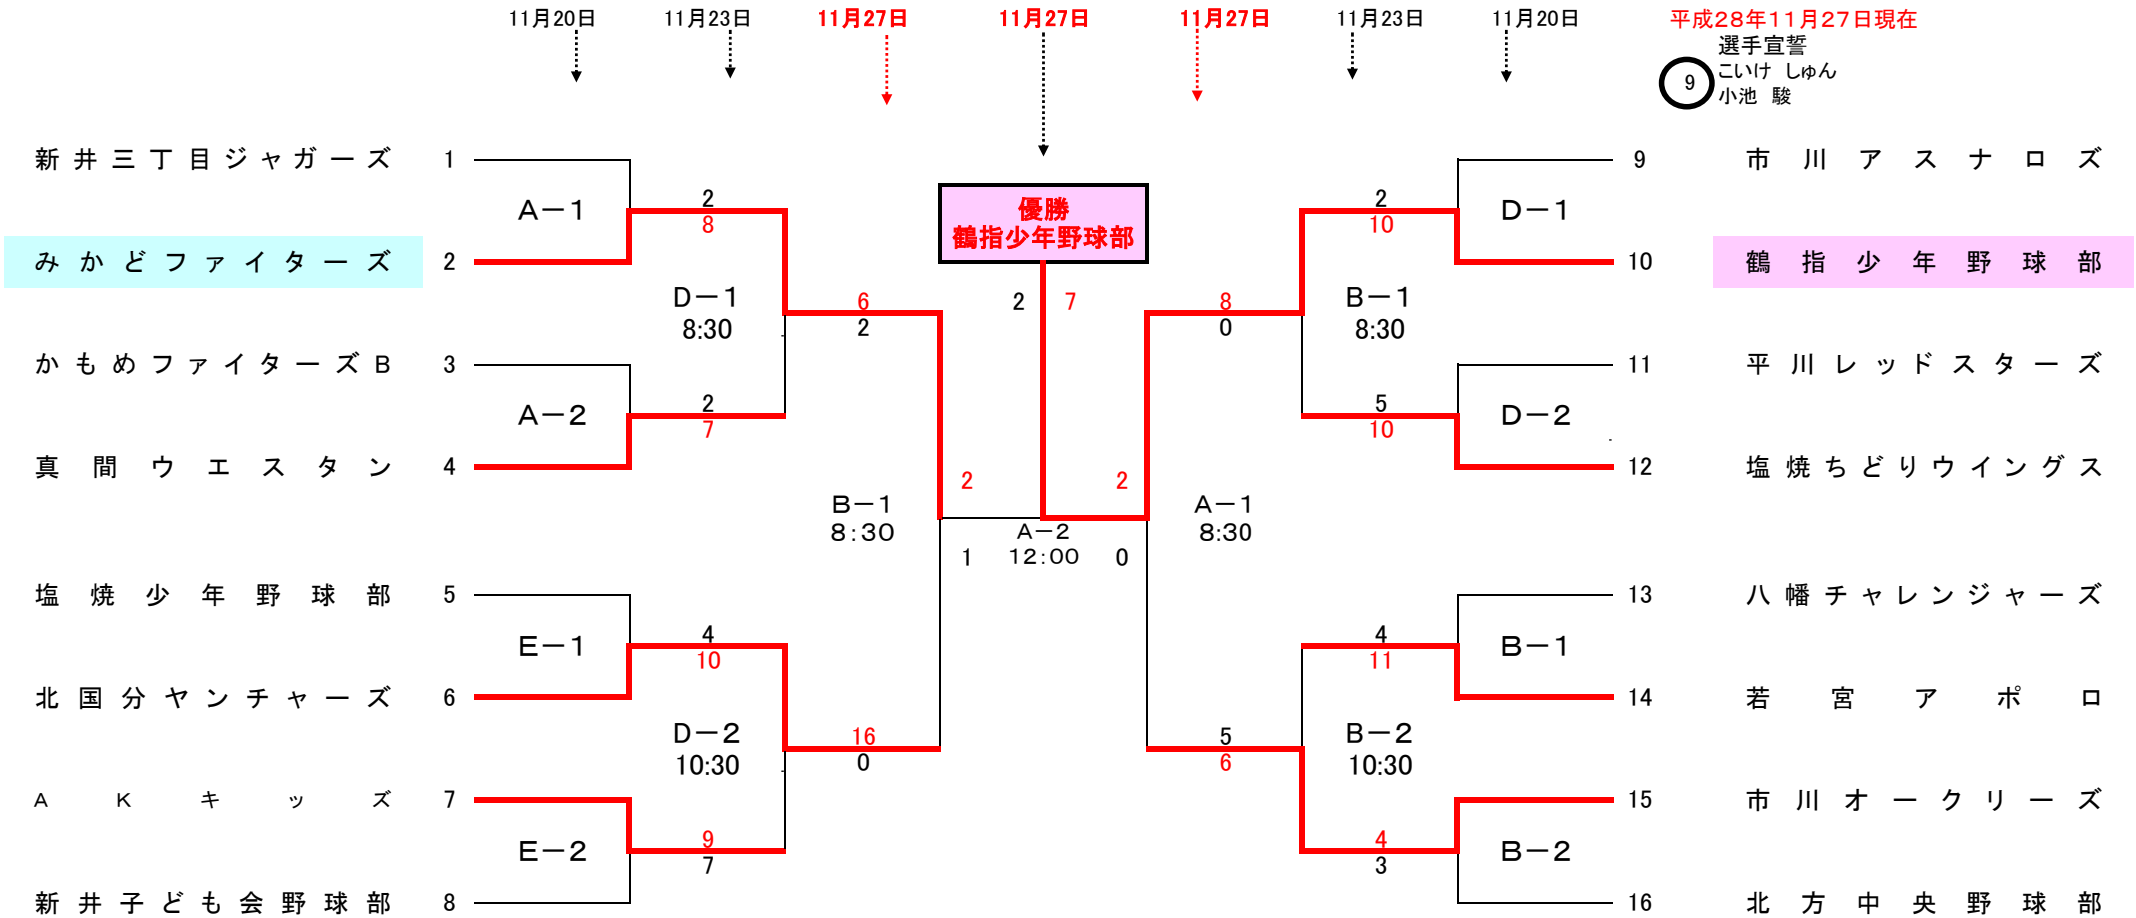 11月20日 11月23日 11月27日 11月27日 11月27日 11月23日 11月20日 平成28年11月27日現在
選手宣誓
こいけ しゅん
9 小池 駿
新井三丁目ジャガーズ 1 9 市川アスナロズ
2 優勝 2
A－1 D－1
8 鶴指少年野球部 10
みかどファイターズ 2 10 鶴指少年野球部
D－1 6 2 7 8 B－1
8:30 2 0 8:30
かもめファイターズB 3 11 平川レッドスターズ
2 5
A－2 D－2
7 10
真間ウエスタン 4 12 塩焼ちどりウイングス
2 2
B－1 A－1
8:30 A－2 8:30
1 12:00 0
塩焼少年野球部 5 13 八幡チャレンジャーズ
4 4
E－1 B－1
10 11
北国分ヤンチャーズ 6 14 若宮アポロ
D－2 16 5 B－2
10:30 0 6 10:30
AKキッズ 7 15 市川オークリーズ
9 4
E－2 B－2
7 3
新井子ども会野球部 8 16 北方中央野球部